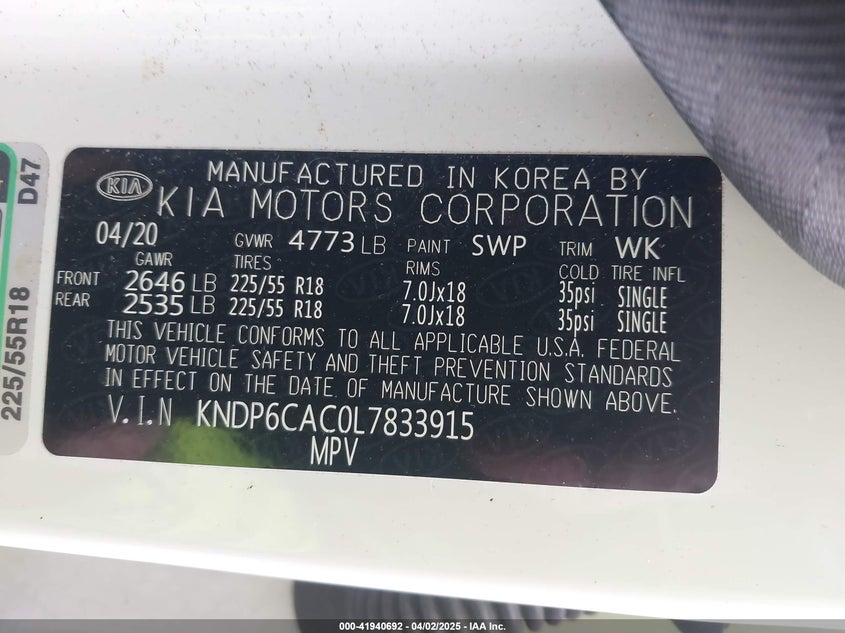 KIA
MANUFACTURED IN KOREA BY
KIA MOTORS CORPORATION
04/20 GVWR 4773 LB PAINT SWP TRIM WK
GAWR TIRES RIMS COLD TIRE INFL
FRONT 2646 LB 225/55 R18 7.0Jx18 35psi SINGLE
REAR 2535 LB 225/55 R18 7.0Jx18 35psi SINGLE
THIS VEHICLE CONFORMS TO ALL APPLICABLE U.S.A. FEDERAL
MOTOR VEHICLE SAFETY AND THEFT PREVENTION STANDARDS
IN EFFECT ON THE DATE OF MANUFACTURE SHOWN ABOVE.
V.I.N KNDP6CAC0L7833915
MPV
225/55R18 D47
000-41940692 - 04/02/2025 - IAA Inc.